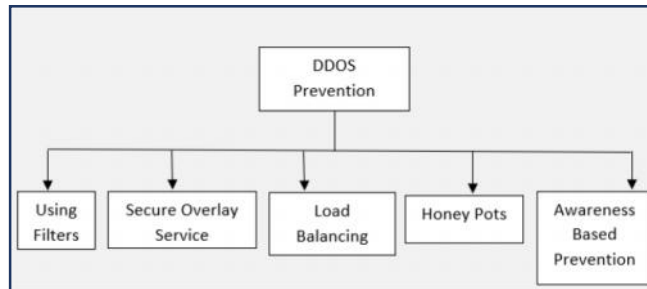 DDOS
Prevention
Using
Filters
Secure Overlay
Service
Load
Balancing
Honey Pots
Awareness
Based
Prevention